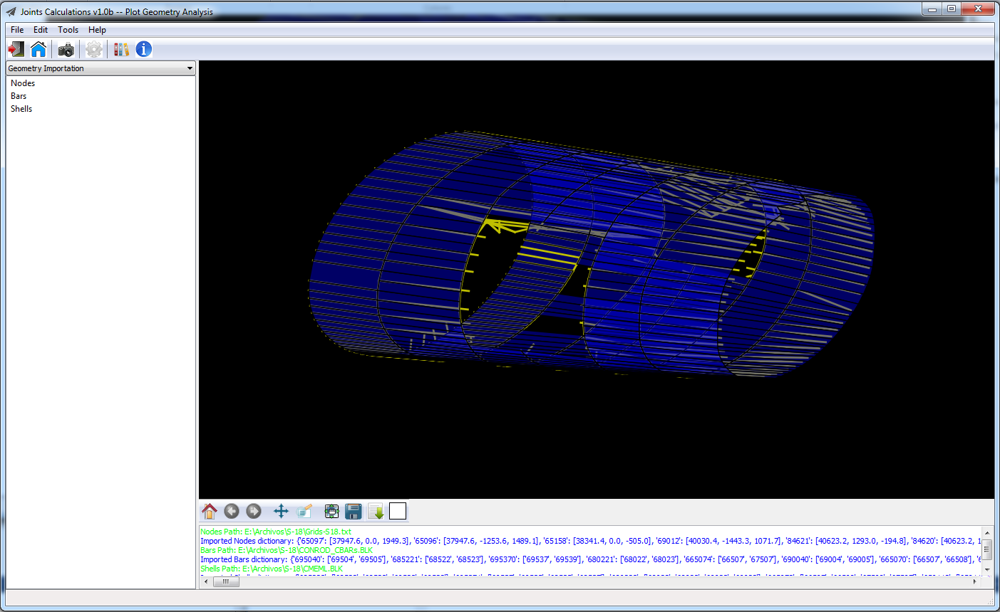 Joints Calculations v1.0b -- Plot Geometry Analysis
File Edit Tools Help
Geometry Importation
Nodes
Bars
Shells
Nodes Path: E:\Archivos\S-18\Grids-S18.txt
Imported Nodes dictionary: {'65097': [37947.6, 0.0, 1949.3], '65096': [37947.6, -1253.6, 1489.1], '65158': [38341.4, 0.0, -505.0], '69012': [40030.4, -1443.3, 1071.7], '84621': [40623.2, 1293.0, -194.8], '84620': [40623.2, 1
Bars Path: E:\Archivos\S-18\CONROD_CBARs.BLK
Imported Bars dictionary: {'695040': ['69504', '69505'], '685221': ['68522', '68523'], '695370': ['69537', '69539'], '680221': ['68022', '68023'], '665074': ['66507', '67507'], '690040': ['69004', '69005'], '665070': ['66507', '66508'], '6
Shells Path: E:\Archivos\S-18\CMEML.BLK